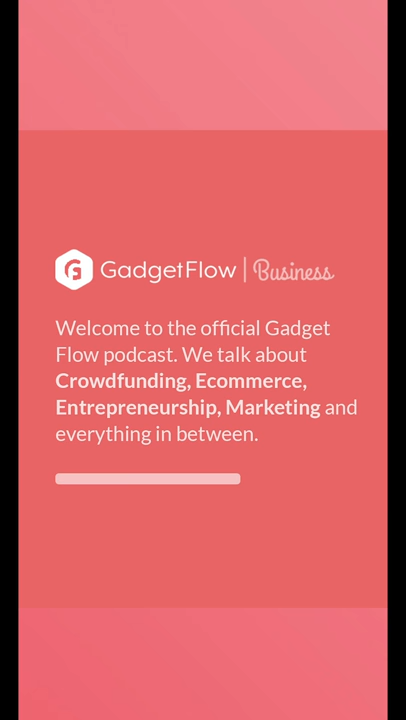 GadgetFlow | Business
Welcome to the official Gadget
Flow podcast. We talk about
Crowdfunding, Ecommerce,
Entrepreneurship, Marketing and
everything in between.